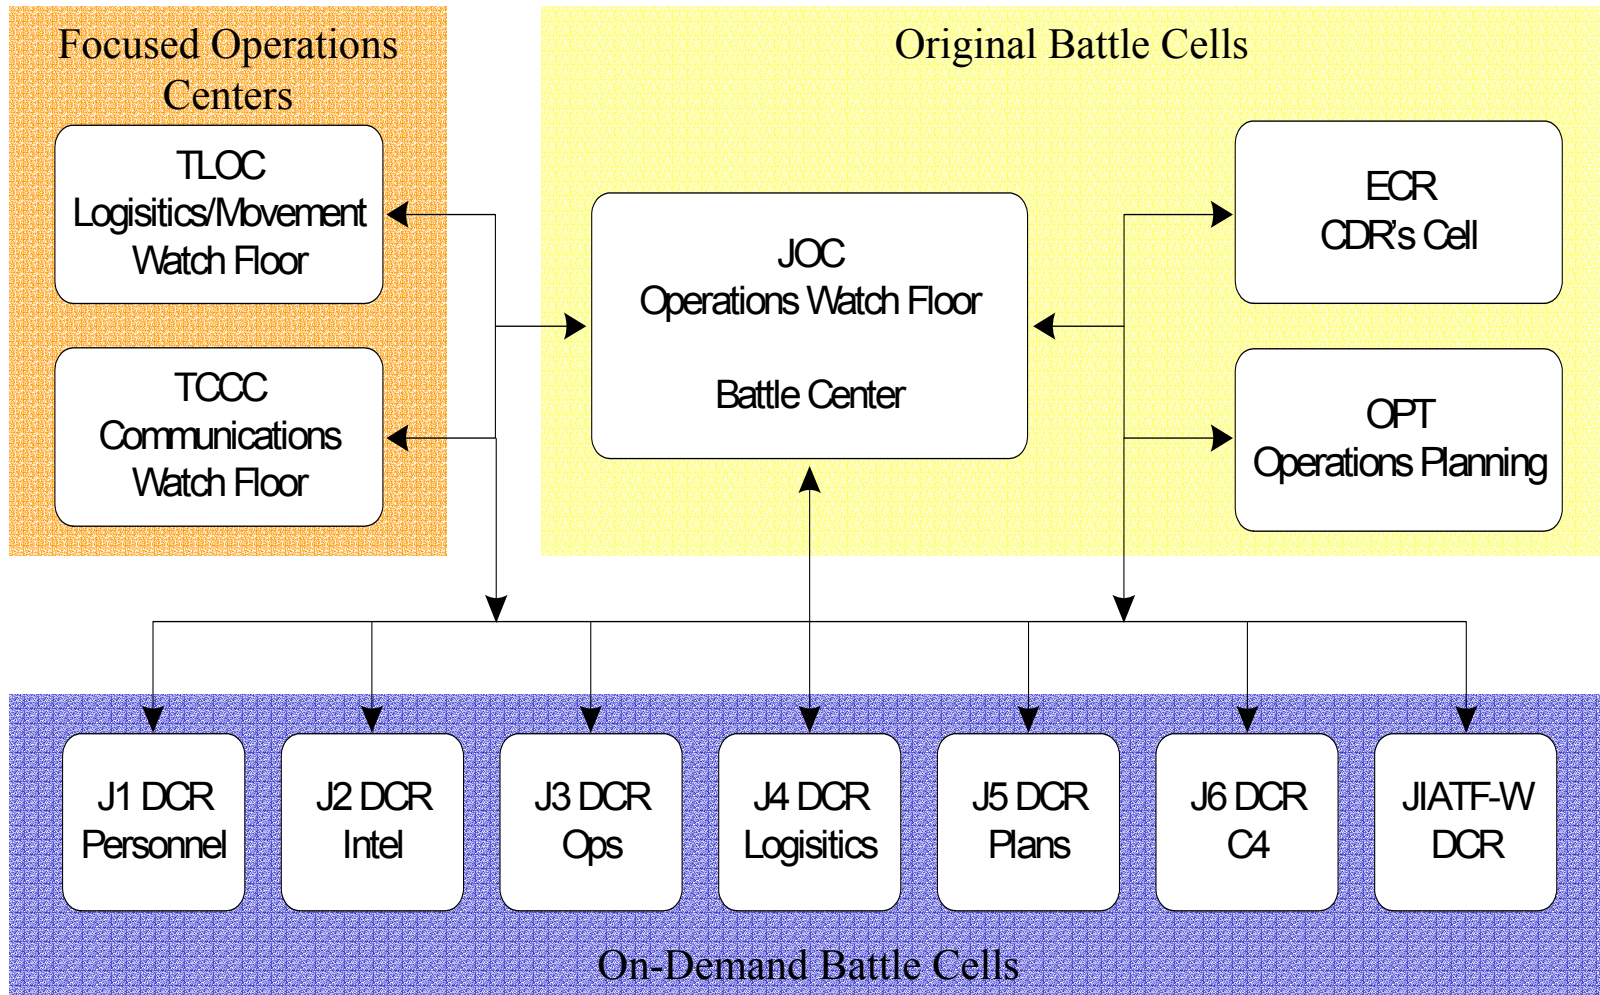 Focused Operations
Centers
Original Battle Cells
TLOC
Logisitics/Movement
Watch Floor
TCCC
Communications
Watch Floor
JOC
Operations Watch Floor
Battle Center
ECR
CDR's Cell
OPT
Operations Planning
J1 DCR
Personnel
J2 DCR
Intel
J3 DCR
Ops
J4 DCR
Logisitics
J5 DCR
Plans
J6 DCR
C4
JIATF-W
DCR
On-Demand Battle Cells